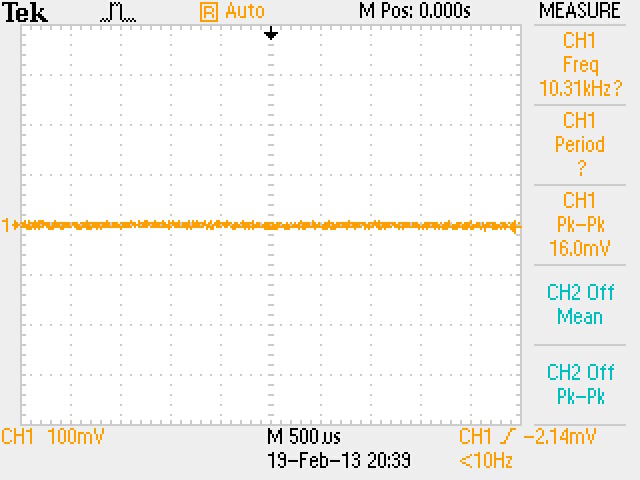 Tek R Auto M Pos: 0.000s MEASURE
CH1
Freq
10.31kHz?
CH1
Period
?
1
CH1
Pk-Pk
16.0mV
CH2 Off
Mean
CH2 Off
Pk-Pk
CH1 100mV M 500µs CH1 -2.14mV
19-Feb-13 20:39 <10Hz